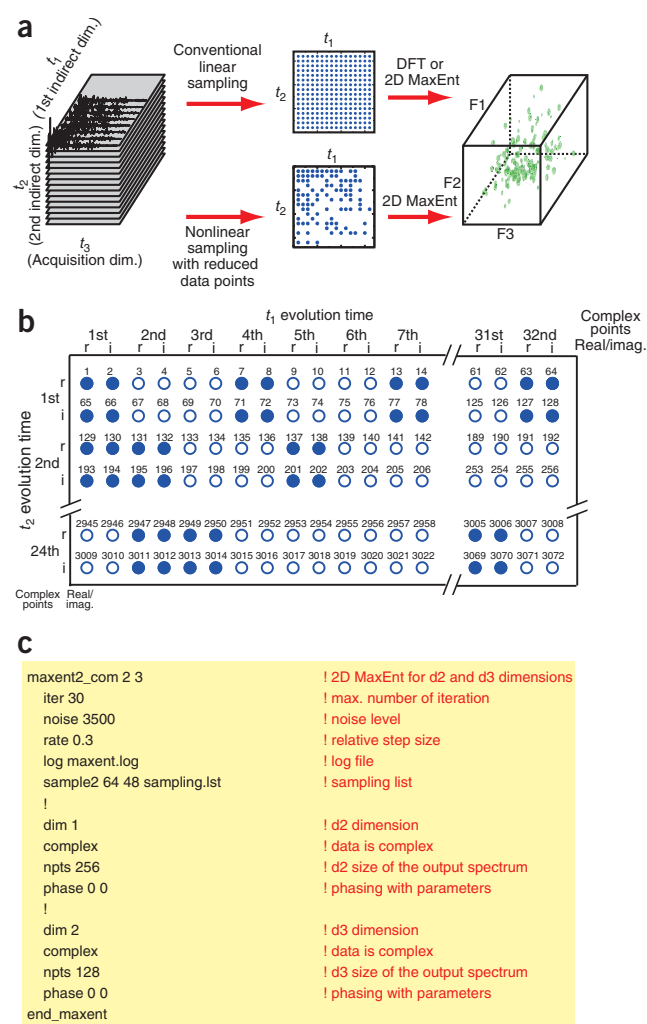 a
t1
(1st indirect dim.)
t2
(2nd indirect dim.)
t3
(Acquisition dim.)
Conventional
linear
sampling
Nonlinear
sampling
with reduced
data points
t1
t2
t1
t2
DFT or
2D MaxEnt
2D MaxEnt
F1
F2
F3
b
t1 evolution time
Complex
points
Real/imag.
1st 2nd 3rd 4th 5th 6th 7th 31st 32nd
r i r i r i r i r i r i r i r i r i
t2 evolution time
1st
r
1 2 3 4 5 6 7 8 9 10 11 12 13 14 61 62 63 64
i
65 66 67 68 69 70 71 72 73 74 75 76 77 78 125 126 127 128
2nd
r
129 130 131 132 133 134 135 136 137 138 139 140 141 142 189 190 191 192
i
193 194 195 196 197 198 199 200 201 202 203 204 205 206 253 254 255 256
24th
r
2945 2946 2947 2948 2949 2950 2951 2952 2953 2954 2955 2956 2957 2958 3005 3006 3007 3008
i
3009 3010 3011 3012 3013 3014 3015 3016 3017 3018 3019 3020 3021 3022 3069 3070 3071 3072
Complex Real/
points imag.
c
maxent2_com 2 3 ! 2D MaxEnt for d2 and d3 dimensions
iter 30 ! max. number of iteration
noise 3500 ! noise level
rate 0.3 ! relative step size
log maxent.log ! log file
sample2 64 48 sampling.lst ! sampling list
!
dim 1 ! d2 dimension
complex ! data is complex
npts 256 ! d2 size of the output spectrum
phase 0 0 ! phasing with parameters
!
dim 2 ! d3 dimension
complex ! data is complex
npts 128 ! d3 size of the output spectrum
phase 0 0 ! phasing with parameters
end_maxent